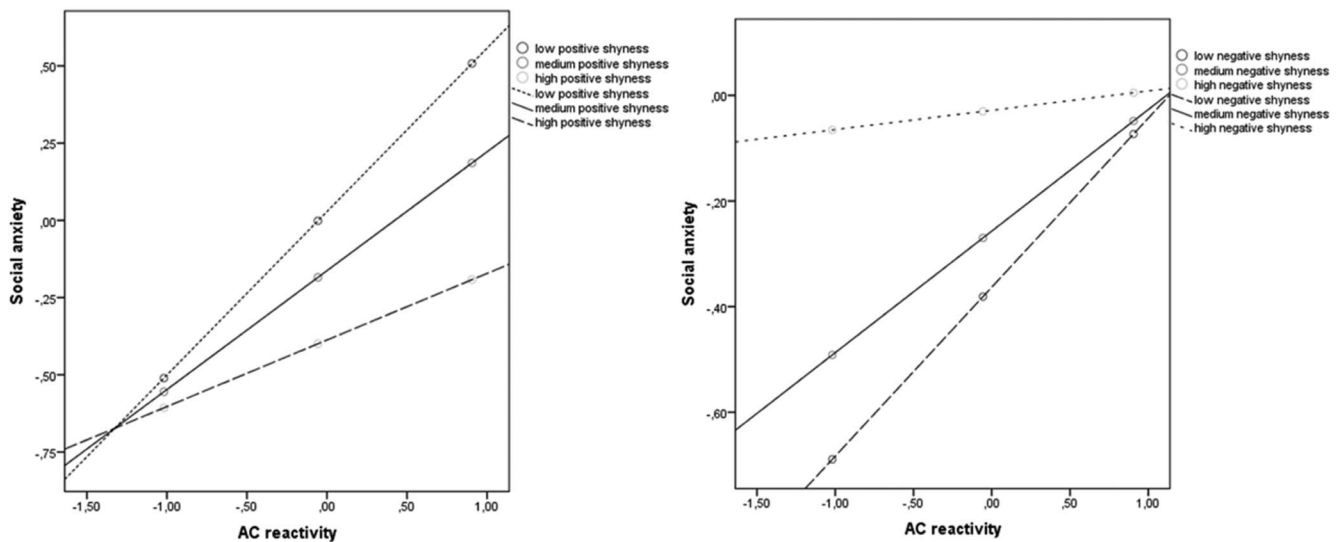 low positive shyness
medium positive shyness
high positive shyness
low positive shyness
medium positive shyness
high positive shyness
,50
,25
,00
-,25
-,50
-,75
Social anxiety
-1,50 -1,00 -,50 ,00 ,50 1,00
AC reactivity
low negative shyness
medium negative shyness
high negative shyness
low negative shyness
medium negative shyness
high negative shyness
,00
-,20
-,40
-,60
Social anxiety
-1,50 -1,00 -,50 ,00 ,50 1,00
AC reactivity